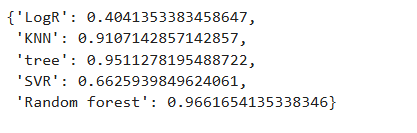 {'LogR': 0.4041353383458647,
'KNN': 0.9107142857142857,
'tree': 0.9511278195488722,
'SVR': 0.6625939849624061,
'Random forest': 0.9661654135338346}